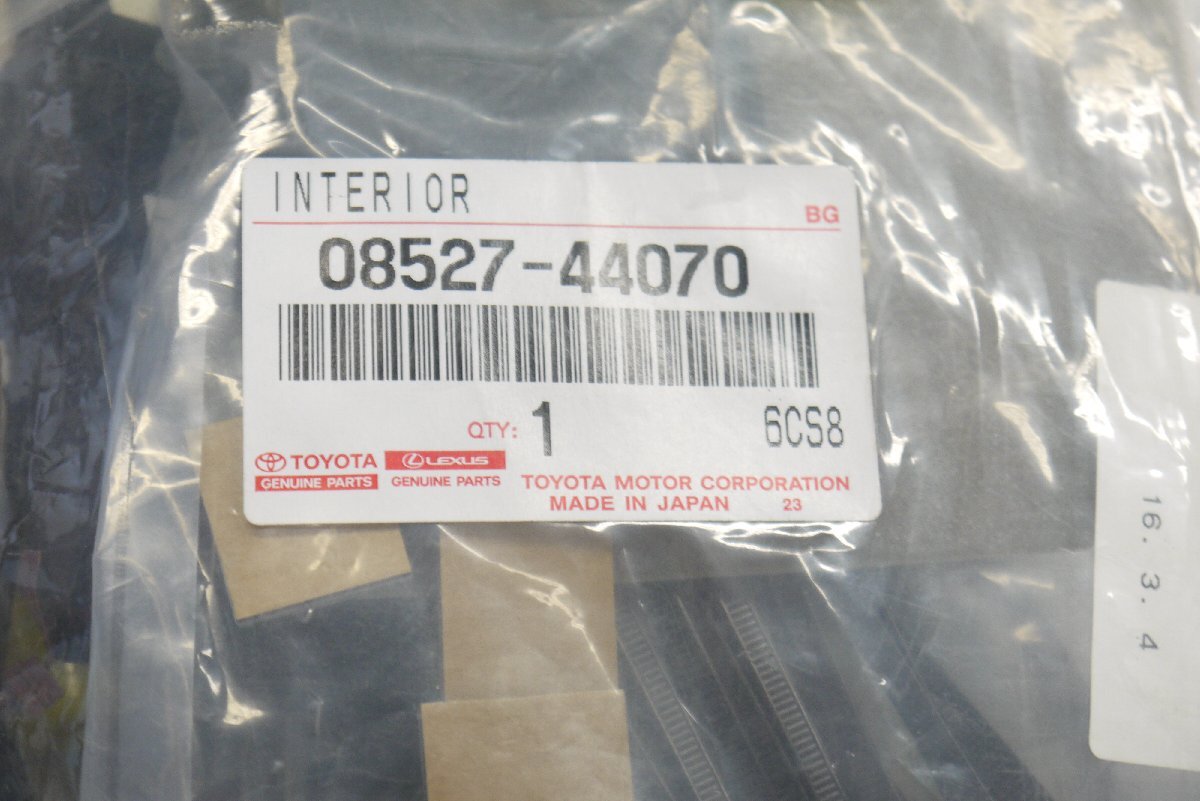 INTERIOR
BG
08527-44070
QTY: 1
6CS8
TOYOTA
GENUINE PARTS
LEXUS
GENUINE PARTS
TOYOTA MOTOR CORPORATION
MADE IN JAPAN 23
16. 3. 4